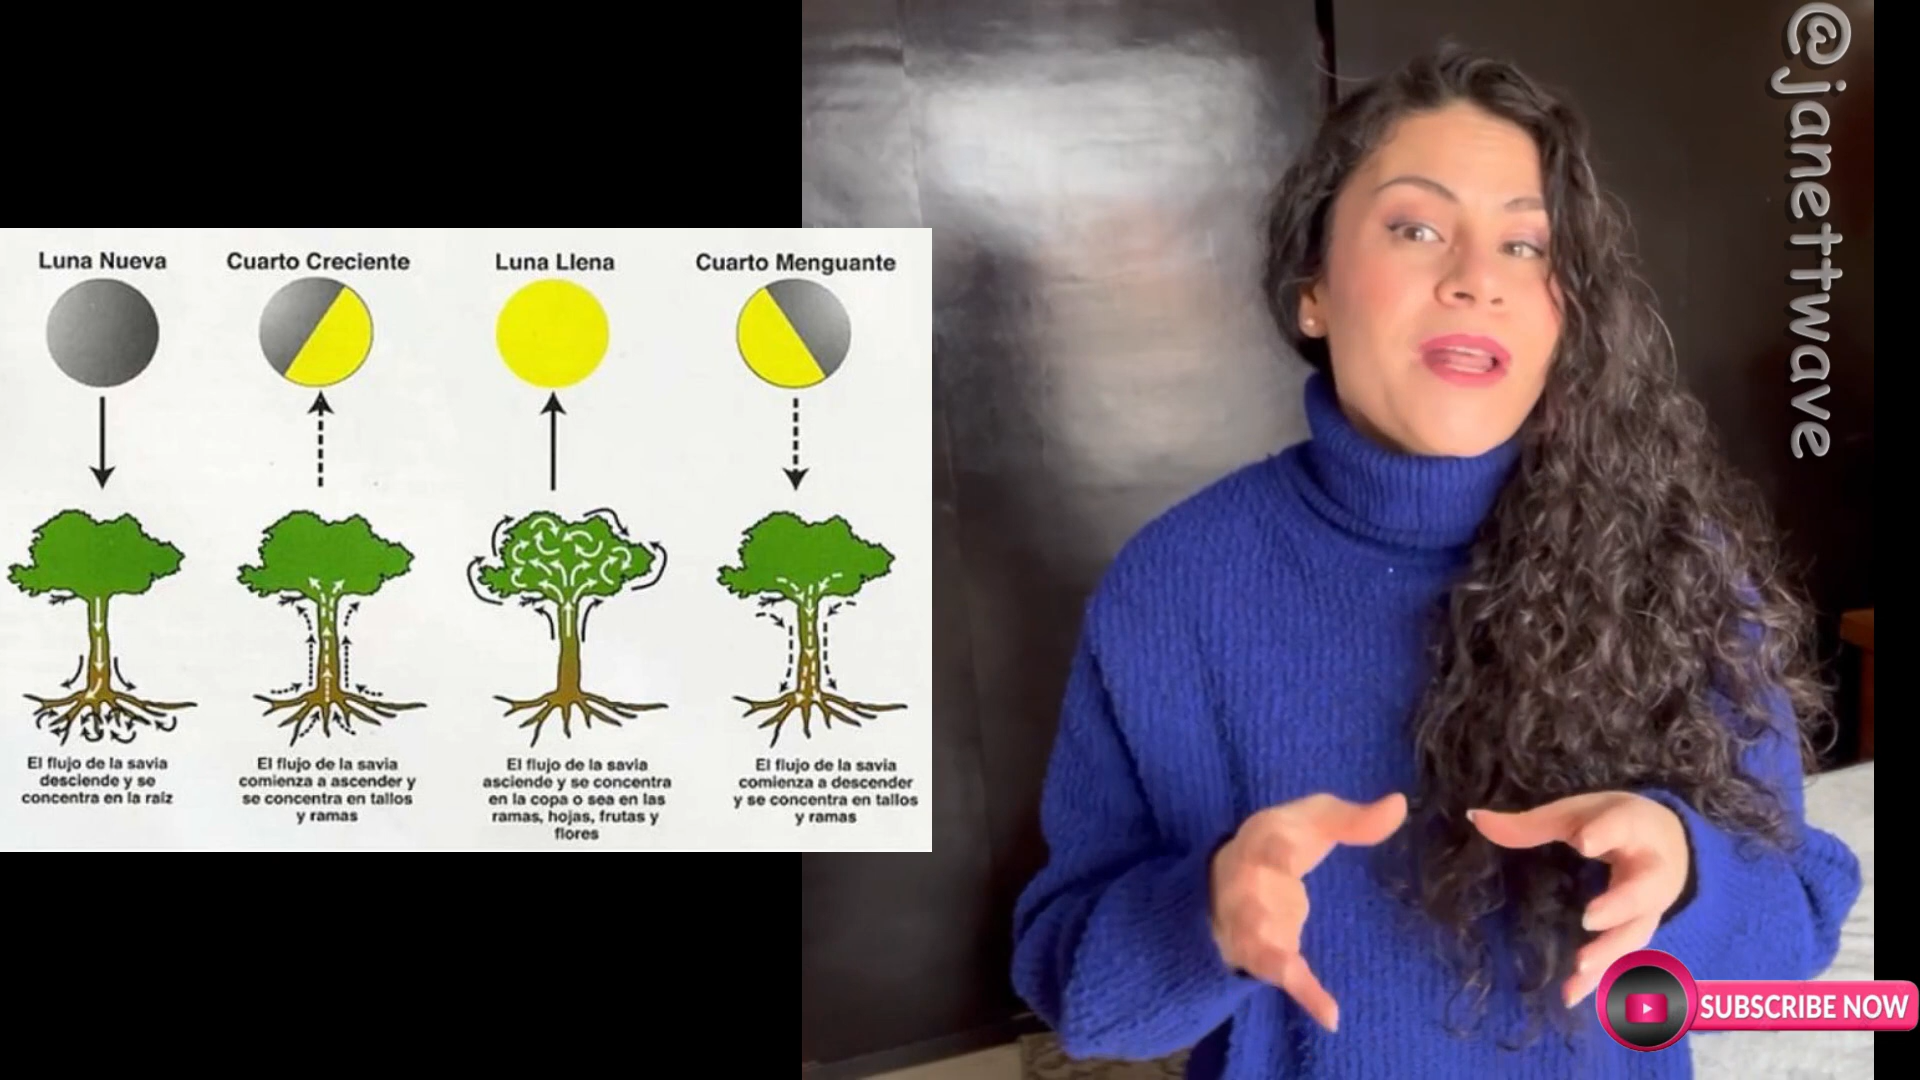 Luna Nueva
El flujo de la savia
desciende y se
concentra en la raíz
Cuarto Creciente
El flujo de la savia
comienza a ascender y
se concentra en tallos
y ramas
Luna Llena
El flujo de la savia
asciende y se concentra
en la copa o sea en las
ramas, hojas, frutas y
flores
Cuarto Menguante
El flujo de la savia
comienza a descender
y se concentra en tallos
y ramas
@janettwave
SUBSCRIBE NOW